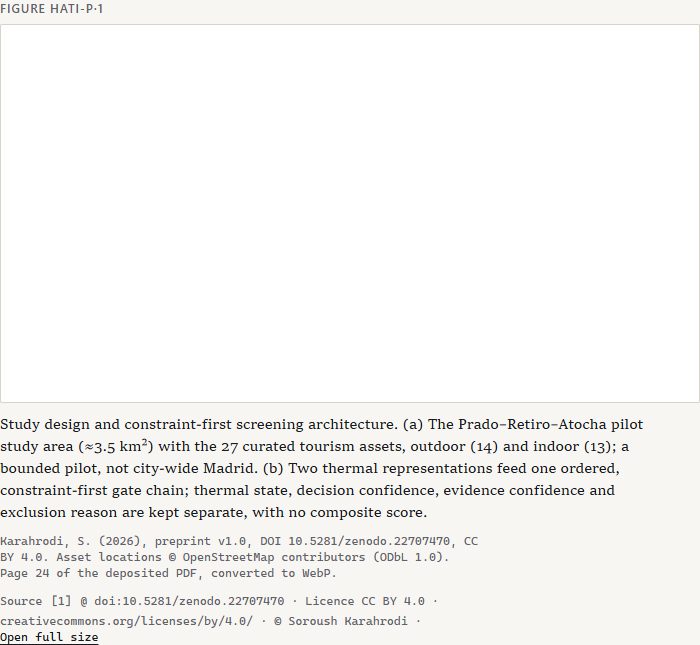 FIGURE HATI-P·1
Study design and constraint-first screening architecture. (a) The Prado–Retiro–Atocha pilot
study area (≈3.5 km²) with the 27 curated tourism assets, outdoor (14) and indoor (13); a
bounded pilot, not city-wide Madrid. (b) Two thermal representations feed one ordered,
constraint-first gate chain; thermal state, decision confidence, evidence confidence and
exclusion reason are kept separate, with no composite score.
Karahrodi, S. (2026), preprint v1.0, DOI 10.5281/zenodo.22707470, CC
BY 4.0. Asset locations © OpenStreetMap contributors (ODbL 1.0).
Page 24 of the deposited PDF, converted to WebP.
Source [1] @ doi:10.5281/zenodo.22707470 · Licence CC BY 4.0 ·
creativecommons.org/licenses/by/4.0/ · © Soroush Karahrodi ·
Open full size